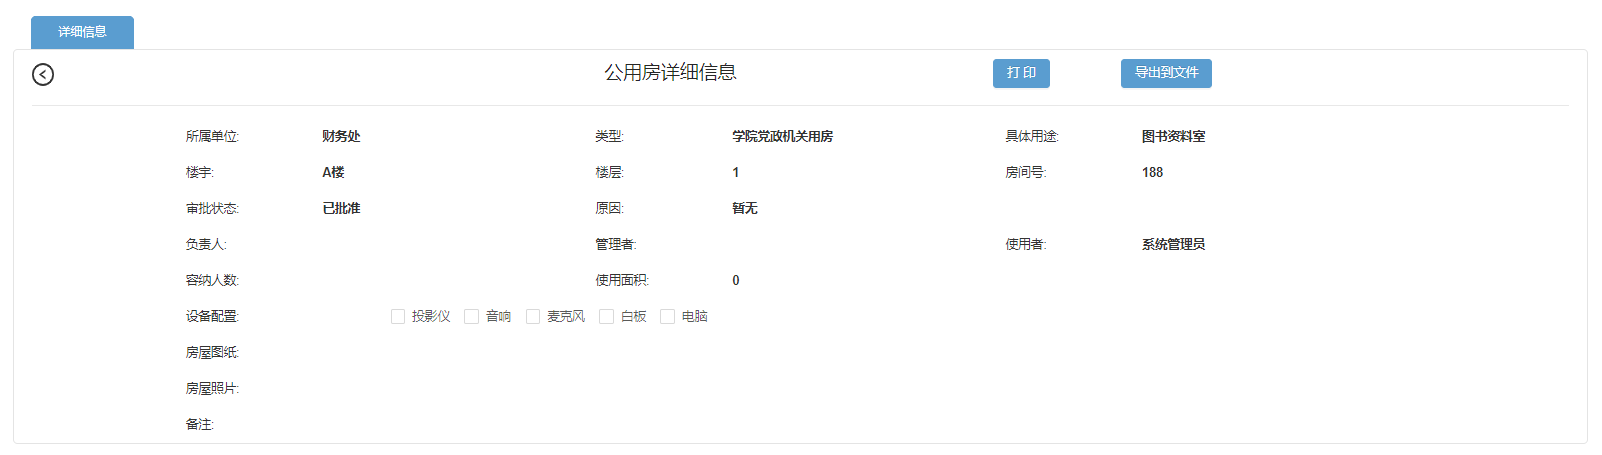 详细信息
公用房详细信息 打 印 导出到文件
所属单位: 财务处 类型: 学院党政机关用房 具体用途: 图书资料室
楼宇: A楼 楼层: 1 房间号: 188
审批状态: 已批准 原因: 暂无
负责人: 管理者: 使用者: 系统管理员
容纳人数: 使用面积: 0
设备配置: 投影仪 音响 麦克风 白板 电脑
房屋图纸:
房屋照片:
备注: